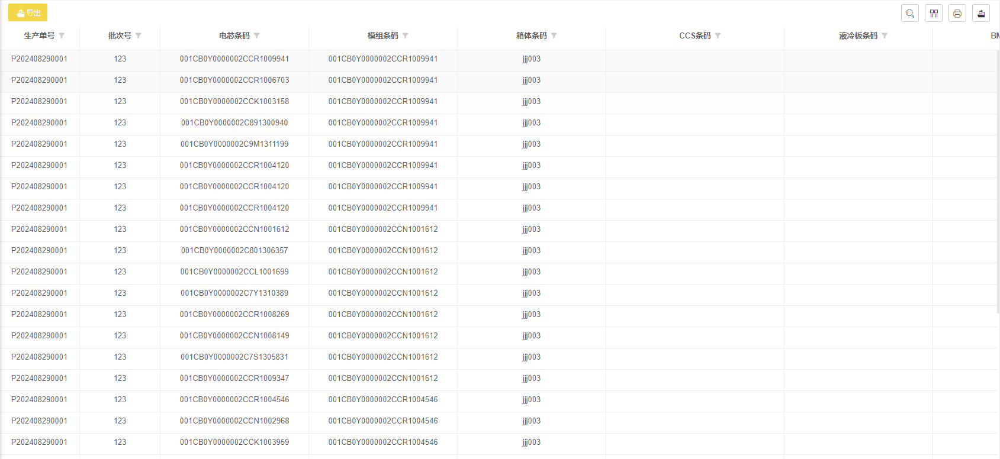 导出
生产单号 批次号 电芯条码 模组条码 箱体条码 CCS条码 液冷板条码 BM
P202408290001 123 001CB0Y0000002CCR1009941 001CB0Y0000002CCR1009941 jjj003
P202408290001 123 001CB0Y0000002CCR1006703 001CB0Y0000002CCR1009941 jjj003
P202408290001 123 001CB0Y0000002CCK1003158 001CB0Y0000002CCR1009941 jjj003
P202408290001 123 001CB0Y0000002C891300940 001CB0Y0000002CCR1009941 jjj003
P202408290001 123 001CB0Y0000002C9M1311199 001CB0Y0000002CCR1009941 jjj003
P202408290001 123 001CB0Y0000002CCR1004120 001CB0Y0000002CCR1009941 jjj003
P202408290001 123 001CB0Y0000002CCR1004120 001CB0Y0000002CCR1009941 jjj003
P202408290001 123 001CB0Y0000002CCR1004120 001CB0Y0000002CCR1009941 jjj003
P202408290001 123 001CB0Y0000002CCN1001612 001CB0Y0000002CCN1001612 jjj003
P202408290001 123 001CB0Y0000002C801306357 001CB0Y0000002CCN1001612 jjj003
P202408290001 123 001CB0Y0000002CCL1001699 001CB0Y0000002CCN1001612 jjj003
P202408290001 123 001CB0Y0000002C7Y1310389 001CB0Y0000002CCN1001612 jjj003
P202408290001 123 001CB0Y0000002CCR1008269 001CB0Y0000002CCN1001612 jjj003
P202408290001 123 001CB0Y0000002CCN1008149 001CB0Y0000002CCN1001612 jjj003
P202408290001 123 001CB0Y0000002C7S1305831 001CB0Y0000002CCN1001612 jjj003
P202408290001 123 001CB0Y0000002CCR1009347 001CB0Y0000002CCN1001612 jjj003
P202408290001 123 001CB0Y0000002CCR1004546 001CB0Y0000002CCR1004546 jjj003
P202408290001 123 001CB0Y0000002CCN1002968 001CB0Y0000002CCR1004546 jjj003
P202408290001 123 001CB0Y0000002CCK1003959 001CB0Y0000002CCR1004546 jjj003